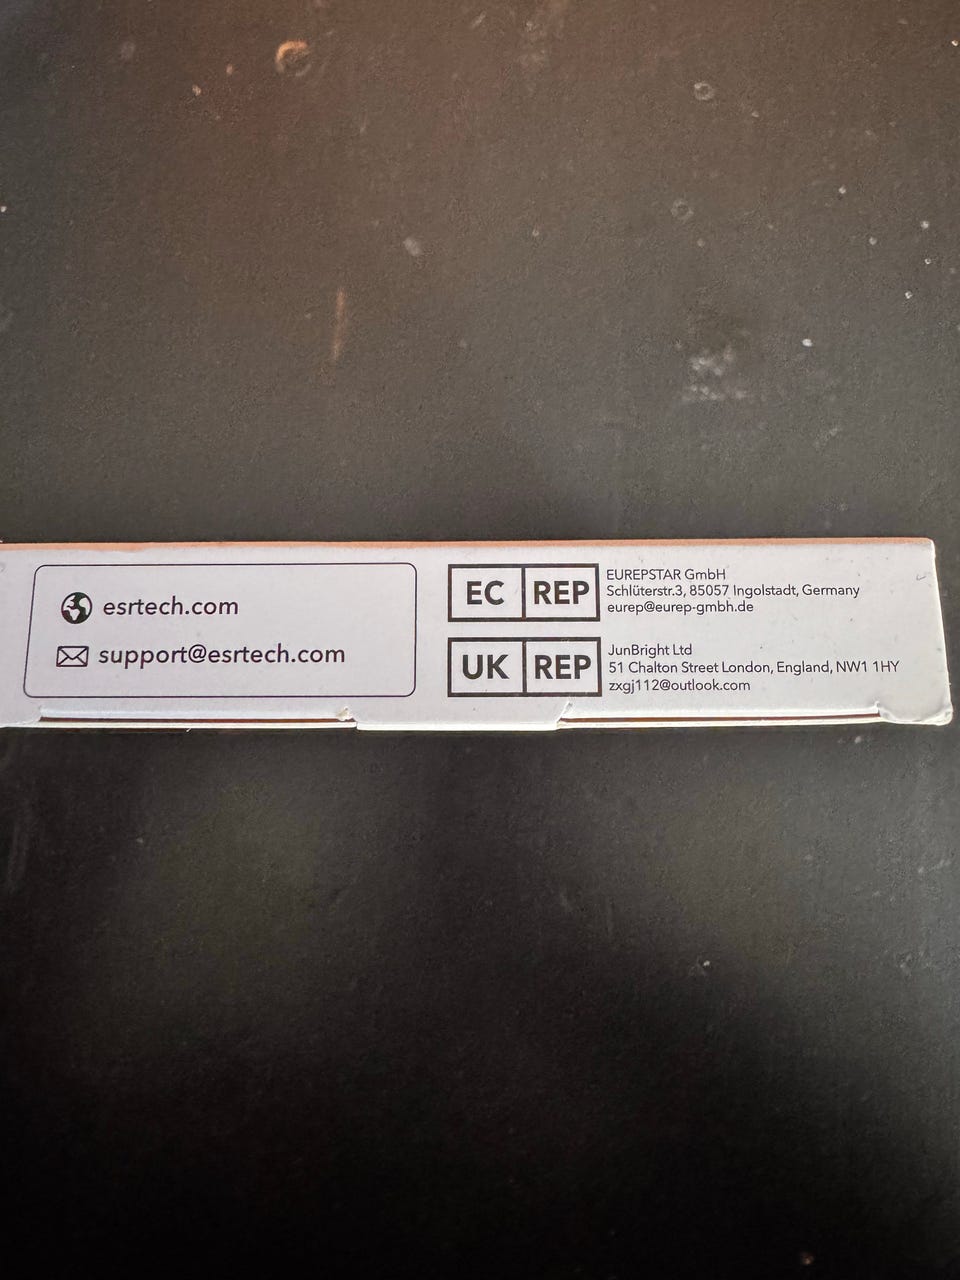 esrtech.com
support@esrtech.com
EC REP
EUREPSTAR GmbH
Schlüterstr.3, 85057 Ingolstadt, Germany
eurep@eurep-gmbh.de
UK REP
JunBright Ltd
51 Chalton Street London, England, NW1 1HY
zxgj112@outlook.com